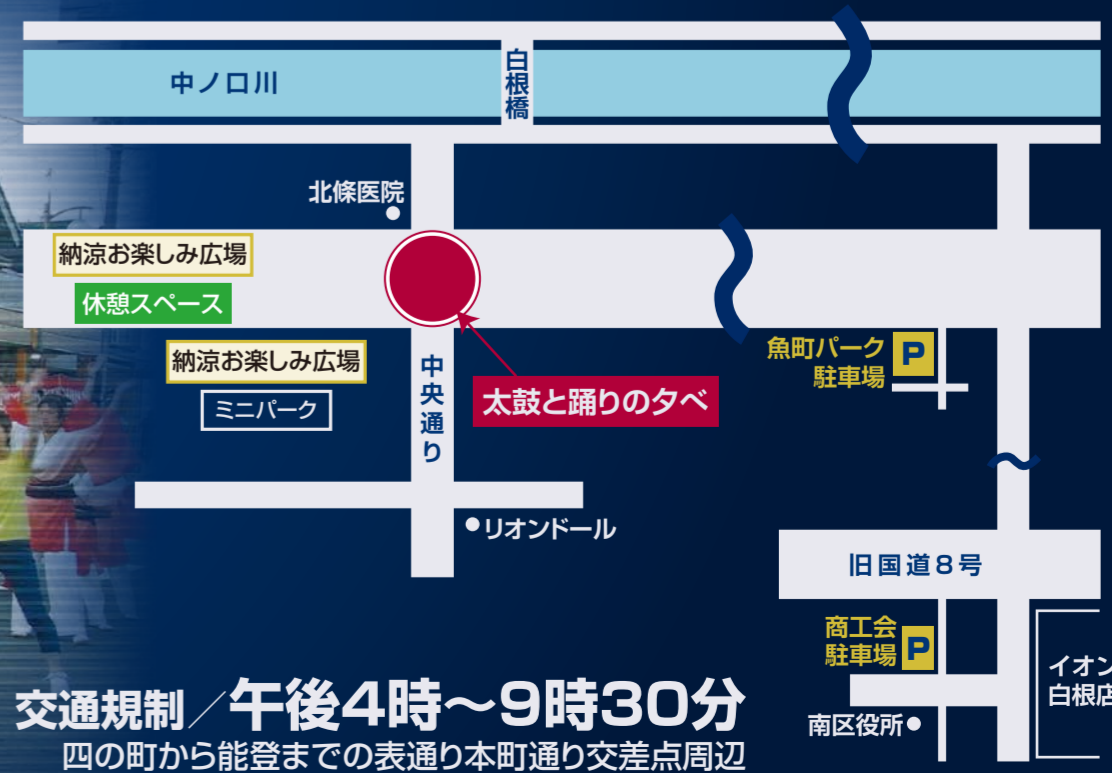 中ノ口川
白根橋
北條医院
納涼お楽しみ広場
休憩スペース
納涼お楽しみ広場
ミニパーク
中央通り
太鼓と踊りの夕べ
魚町パーク
駐車場
P
リオンドール
旧国道8号
商工会
駐車場
P
イオン
白根店
南区役所
交通規制／午後4時〜9時30分
四の町から能登までの表通り本町通り交差点周辺